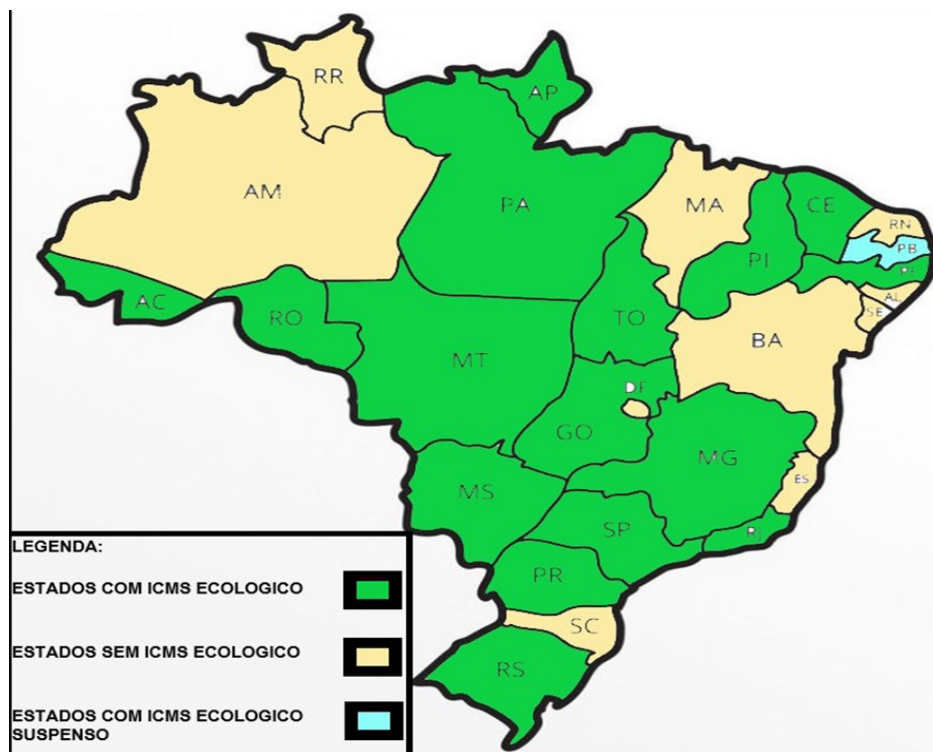 RR
AP
AM
PA
MA
CE
RN
PB
PI
PE
AL
SE
AC
RO
TO
BA
MT
DF
GO
MG
ES
MS
SP
RJ
PR
SC
RS
LEGENDA:
ESTADOS COM ICMS ECOLOGICO
ESTADOS SEM ICMS ECOLOGICO
ESTADOS COM ICMS ECOLOGICO
SUSPENSO